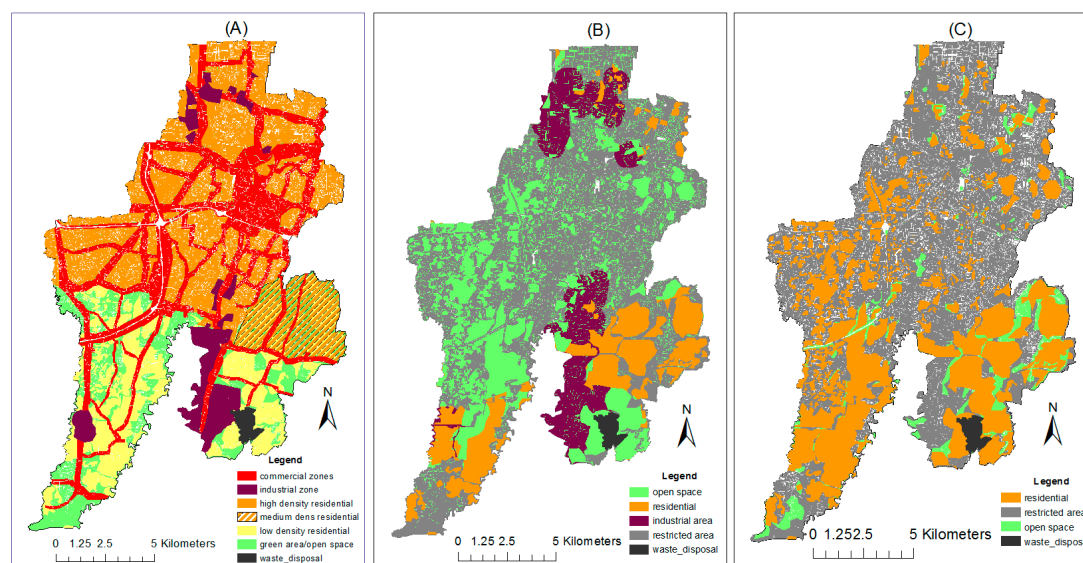 (A)
N
Legend
commercial zones
industrial zone
high density residential
medium dens residential
low density residential
green area/open space
waste_disposal
0 1.25 2.5 5 Kilometers
(B)
N
Legend
open space
residential
industrial area
restricted area
waste_disposal
0 1.25 2.5 5 Kilometers
(C)
N
Legend
residential
restricted area
open space
waste_disposal
0 1.252.5 5 Kilometers